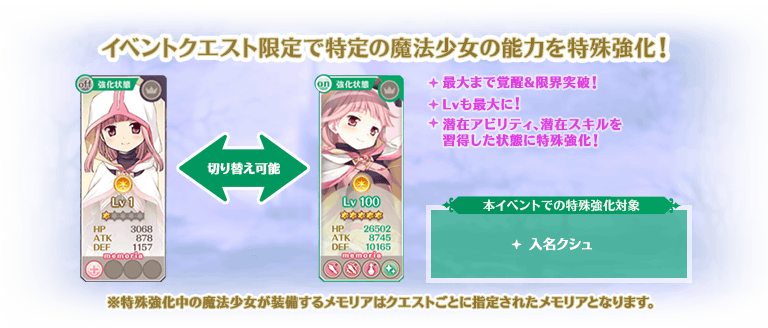 イベントクエスト限定で特定の魔法少女の能力を特殊強化!
off 強化状態
Lv 1
HP 3068
ATK 878
DEF 1157
memoria
切り替え可能
on 強化状態
Lv 100
HP 26502
ATK 8745
DEF 10165
memoria
最大まで覚醒&限界突破!
Lvも最大に!
潜在アビリティ、潜在スキルを
習得した状態に特殊強化!
本イベントでの特殊強化対象
入名クシュ
※特殊強化中の魔法少女が装備するメモリアはクエストごとに指定されたメモリアとなります。